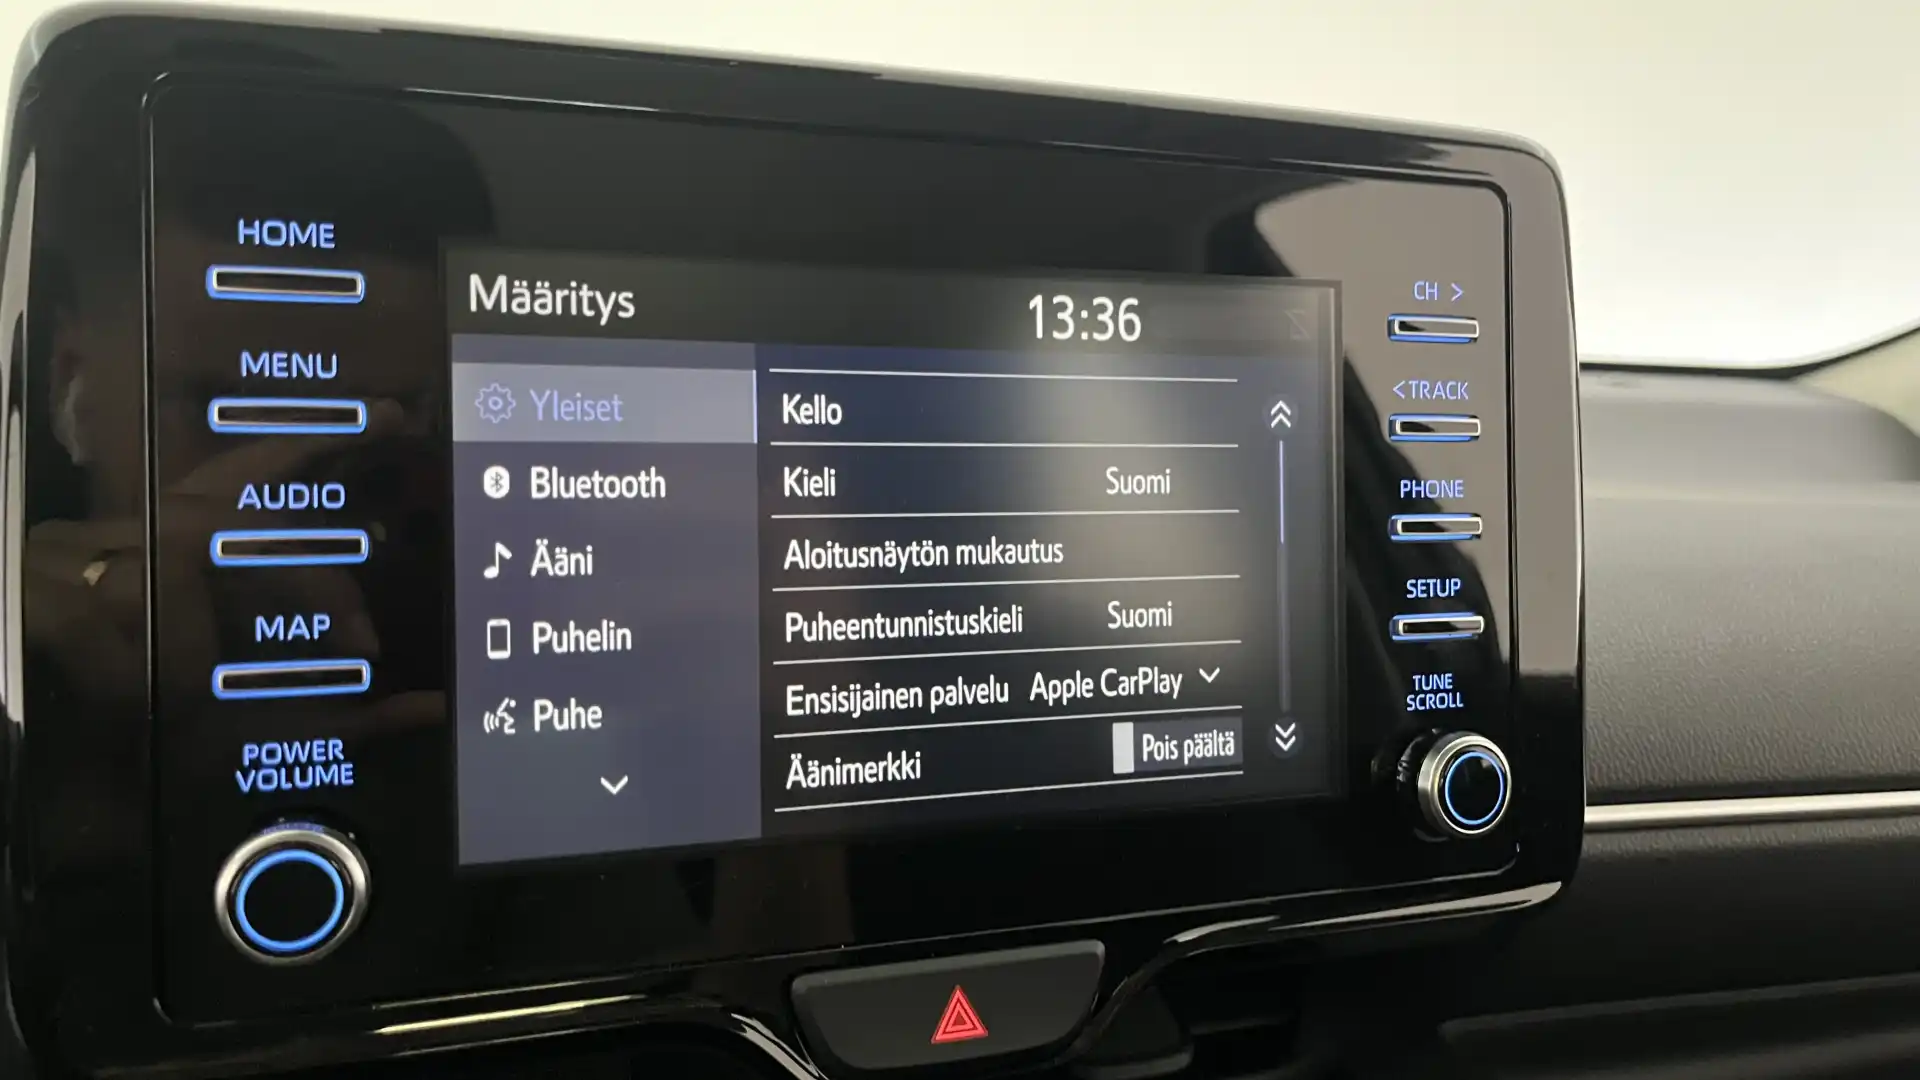 HOME
MENU
AUDIO
MAP
POWER
VOLUME
Määritys
13:36
Yleiset
Bluetooth
Ääni
Puhelin
Puhe
Kello
Kieli Suomi
Aloitusnäytön mukautus
Puheentunnistuskieli Suomi
Ensisijainen palvelu Apple CarPlay
Äänimerkki Pois päältä
CH >
< TRACK
PHONE
SETUP
TUNE
SCROLL